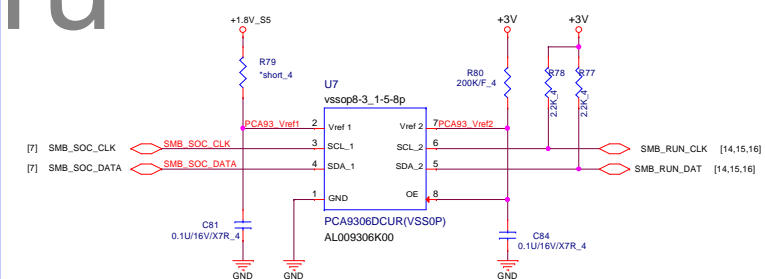 ru
+1.8V_S5
+3V
+3V
R79
*short_4
U7
vssop8-3_1-5-8p
R80
200K/F_4
R78
2.2K_4
R77
2.2K_4
PCA93_Vref1
2
Vref 1
Vref 2
7
PCA93_Vref2
[7] SMB_SOC_CLK
SMB_SOC_CLK
3
SCL_1
SCL_2
6
SMB_RUN_CLK [14,15,16]
[7] SMB_SOC_DATA
SMB_SOC_DATA
4
SDA_1
SDA_2
5
SMB_RUN_DAT [14,15,16]
1
GND
OE
8
C81
0.1U/16V/X7R_4
PCA9306DCUR(VSS0P)
AL009306K00
C84
0.1U/16V/X7R_4
GND
GND
GND